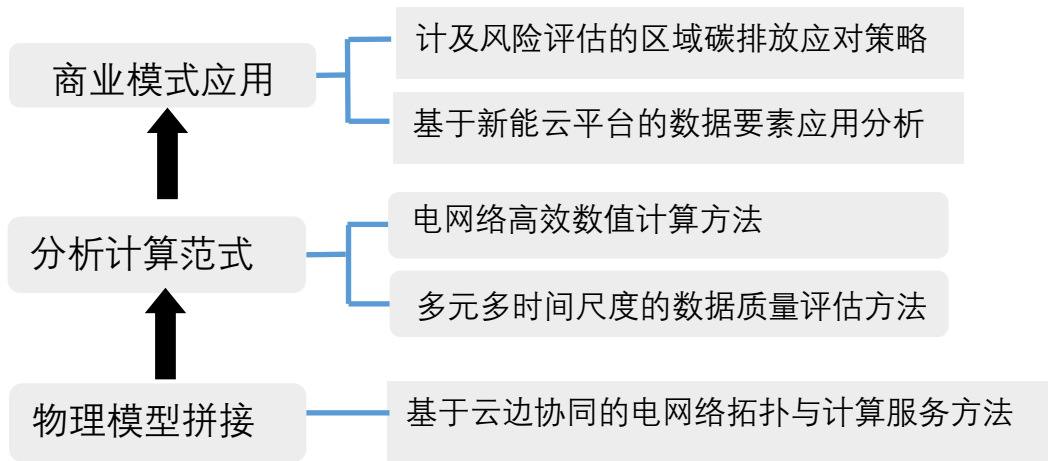 计及风险评估的区域碳排放应对策略
商业模式应用
基于新能云平台的数据要素应用分析
电网络高效数值计算方法
分析计算范式
多元多时间尺度的数据质量评估方法
物理模型拼接
基于云边协同的电网络拓扑与计算服务方法